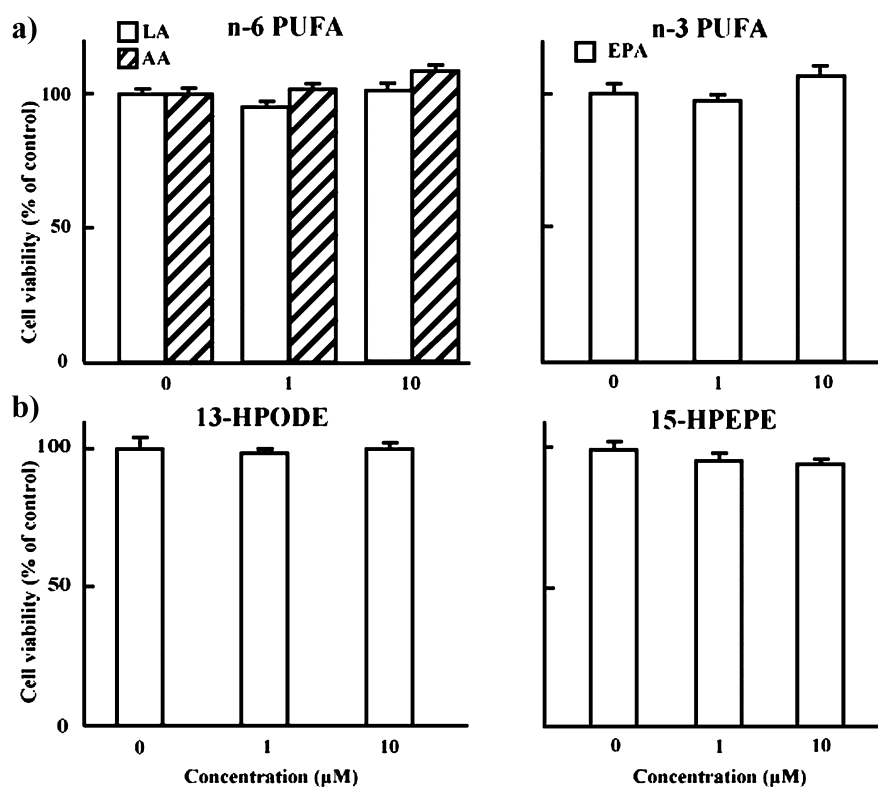 a)
n-6 PUFA
LA
AA
Cell viability (% of control)
100
50
0
0 1 10
n-3 PUFA
EPA
0 1 10
b)
13-HPODE
Cell viability (% of control)
100
50
0
0 1 10
Concentration (µM)
15-HPEPE
0 1 10
Concentration (µM)